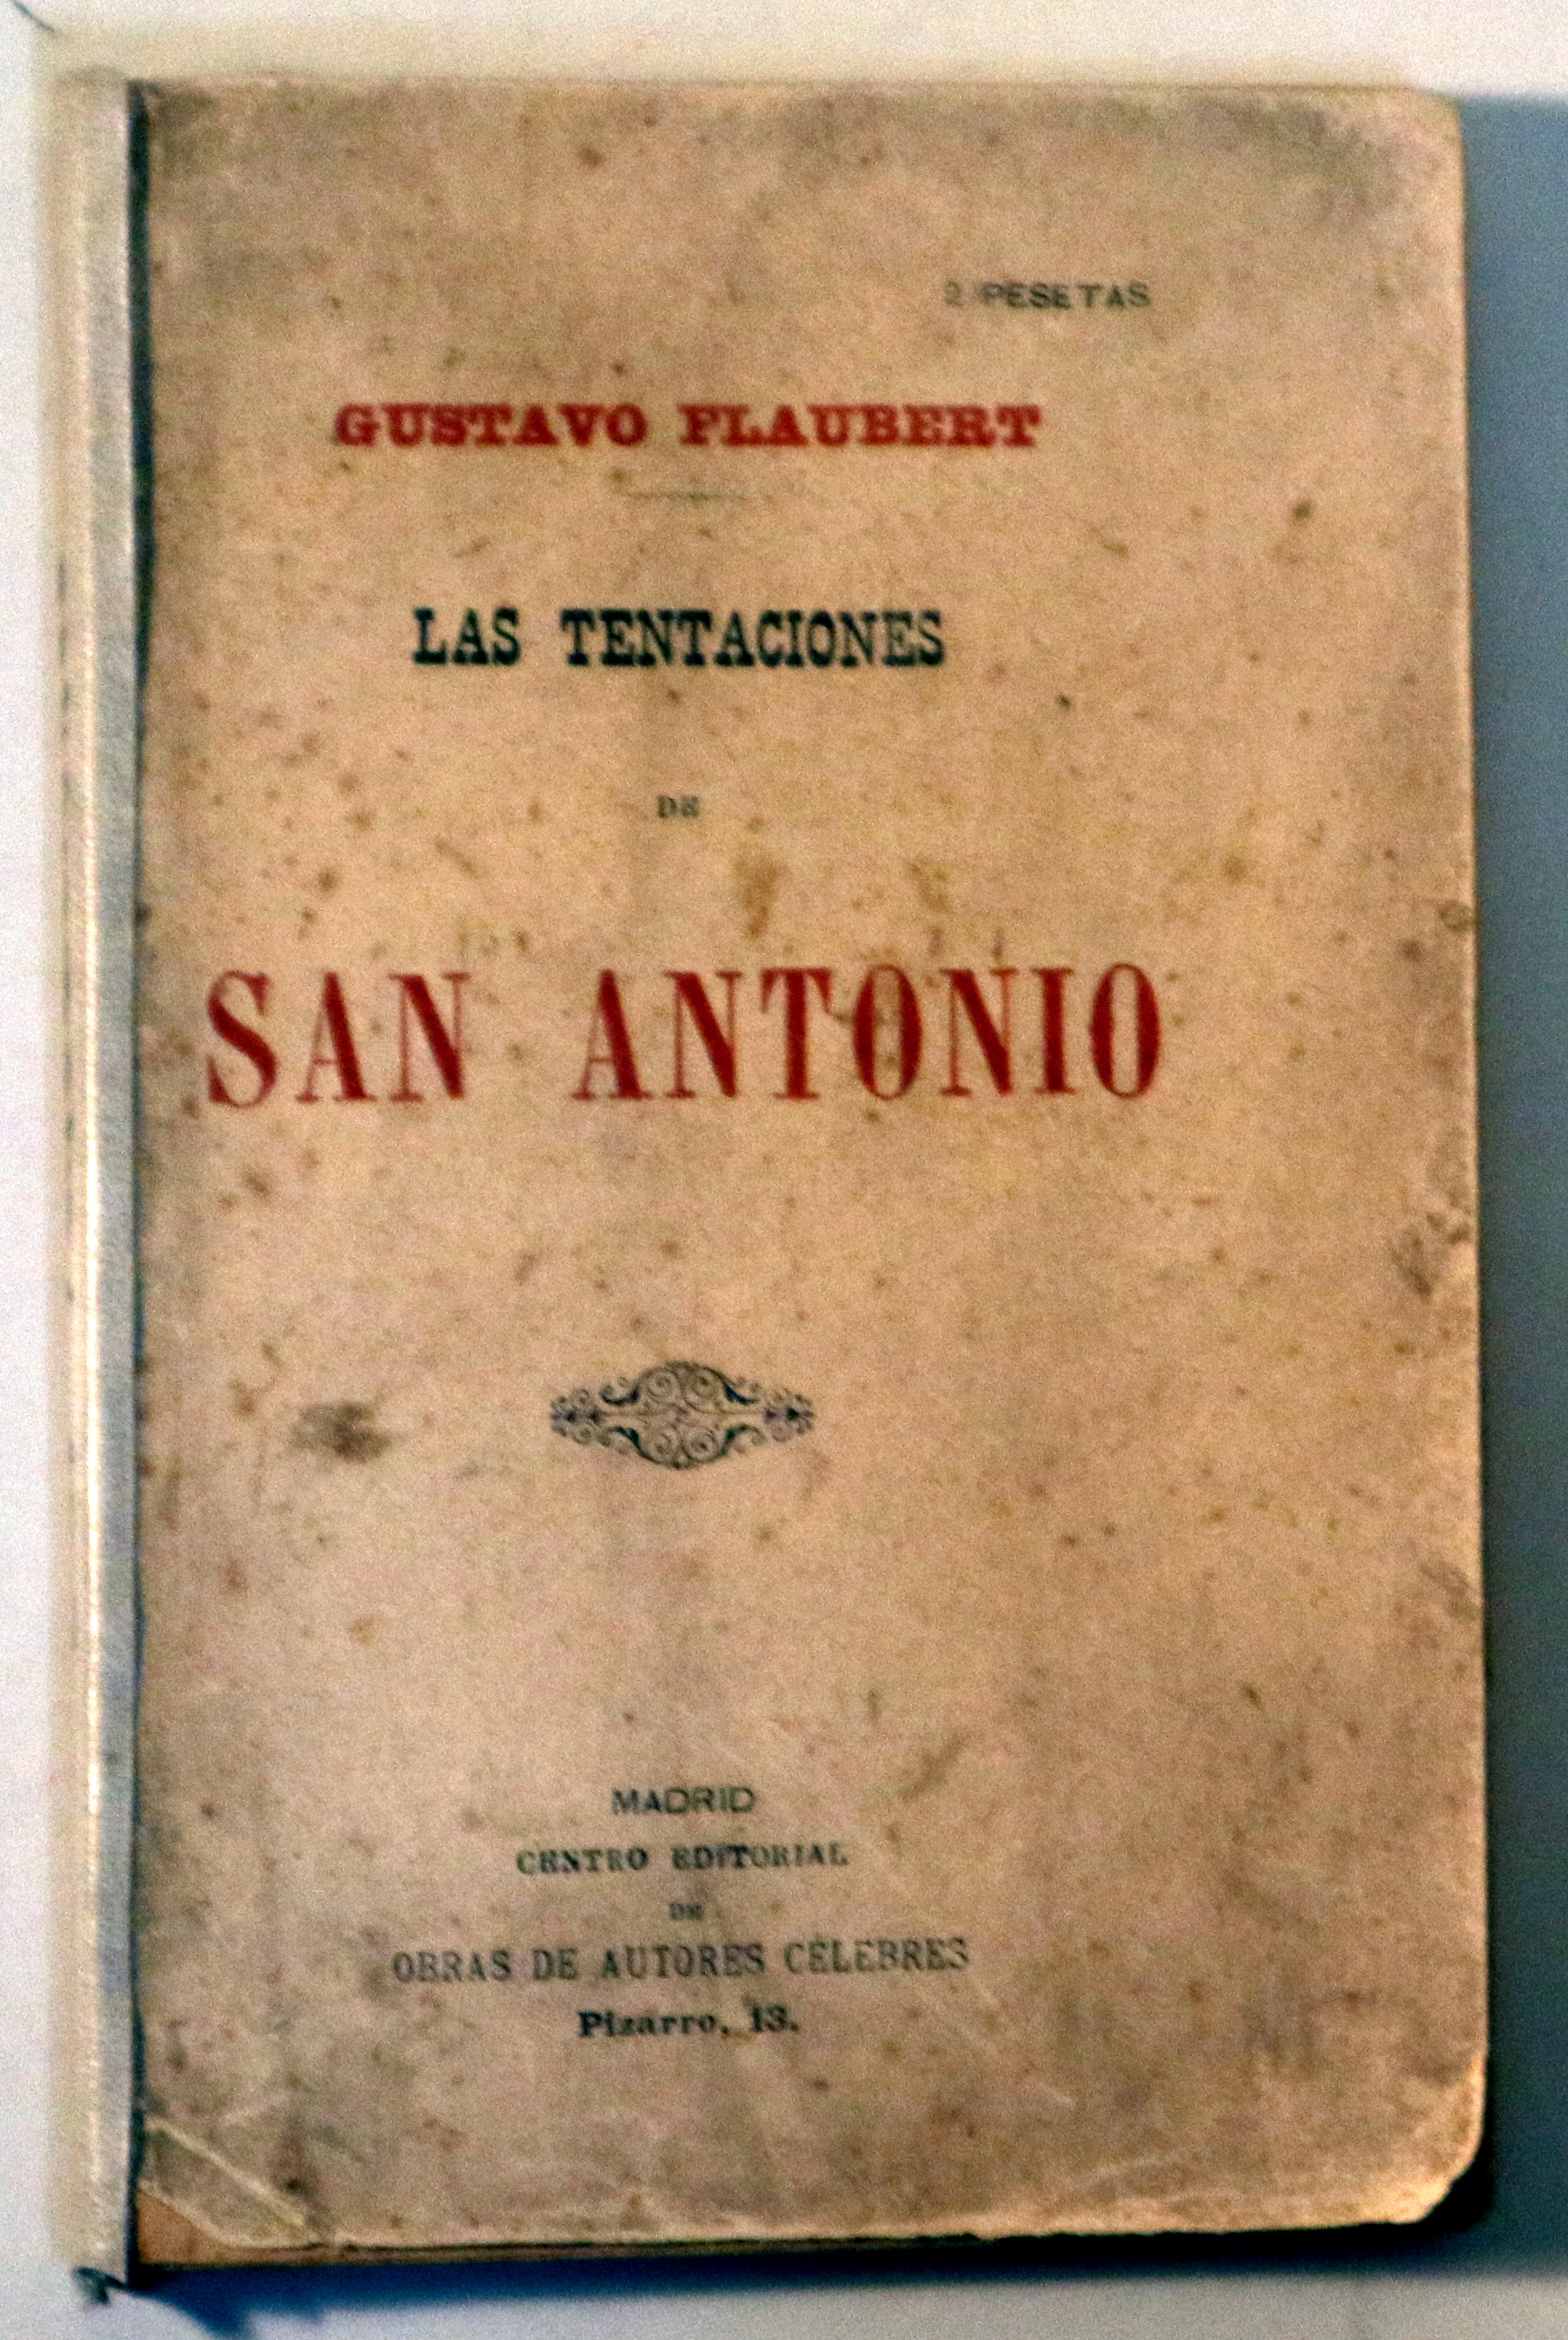 2 PESETAS
GUSTAVO FLAUBERT
LAS TENTACIONES
DE
SAN ANTONIO
MADRID
CENTRO EDITORIAL
DE
OBRAS DE AUTORES CÉLEBRES
Pizarro, 13.